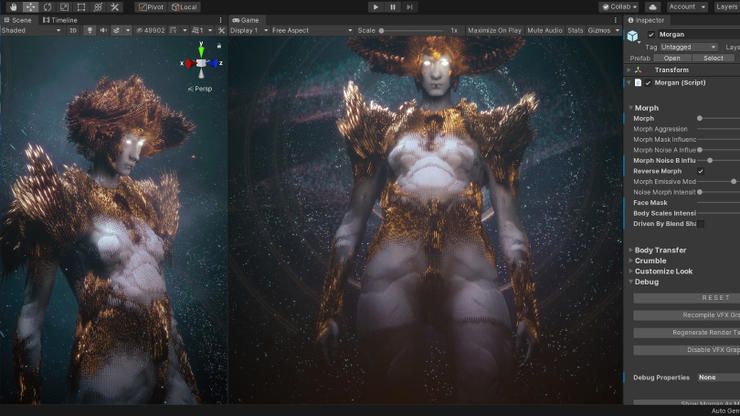 Pivot Local
Collab Account Layers
Scene Timeline
Game
Inspector
Shaded 2D 49902 1
Display 1 Free Aspect Scale 1x Maximize On Play Mute Audio Stats Gizmos
Morgan
Tag Untagged Laye
Prefab Open Select
Transform
Morgan (Script)
y
x z
Persp
Morph
Morph
Morph Aggression
Morph Mask Influenc
Morph Noise A Influe
Morph Noise B Influ
Reverse Morph
Morph Emissive Mod
Noise Morph Intensit
Face Mask
Body Scales Intensi
Driven By Blend Sha
Body Transfer
Crumble
Customize Look
Debug
RESET
Recompile VFX Gra
Regenerate Render Te
Disable VFX Grap
Debug Properties None
Show Morgan As M
Auto Gen